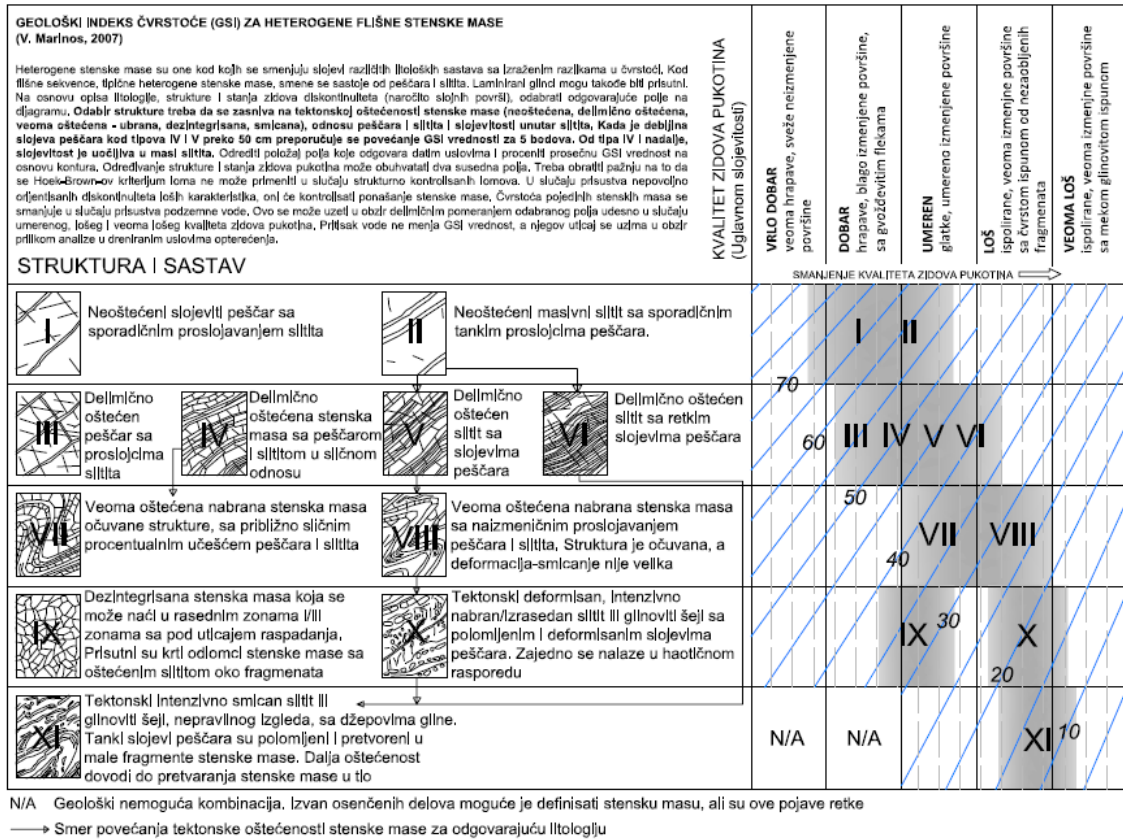 GEOLOŠKI INDEKS ČVRSTOĆE (GSI) ZA HETEROGENE FLIŠNE STENSKE MASE
(V. Marinos, 2007)
Heterogene stenske mase su one kod kojih se smenjuju slojevi različitih litoloških sastava sa izraženim razlikama u čvrstoći. Kod
flišne sekvence, tipične heterogene stenske mase, smene se sastoje od peščara i siltita. Laminirani glinci mogu takođe biti prisutni.
Na osnovu opisa litologije, strukture i stanja zidova diskontinuiteta (naročito slojnih površi), odabrati odgovarajuće polje na
dijagramu. Odabir strukture treba da se zasniva na tektonskoj oštećenosti stenske mase (neoštećena, delimično oštećena,
veoma oštećena - ubrana, dezintegrisana, smicana), odnosu peščara i siltita i slojevitosti unutar siltita. Kada je debljina
slojeva peščara kod tipova IV i V preko 50 cm preporučuje se povećanje GSI vrednosti za 5 bodova. Od tipa IV i nadalje,
slojevitost je uočljiva u masi siltita. Odrediti položaj polja koje odgovara datim uslovima i proceniti prosečnu GSI vrednost na
osnovu kontura. Određivanje strukture i stanja zidova pukotina može obuhvatati dva susedna polja. Treba obratiti pažnju na to da
se Hoek-Brown-ov kriterijum loma ne može primeniti u slučaju strukturno kontrolisanih lomova. U slučaju prisustva nepovoljno
orijentisanih diskontinuiteta loših karakteristika, oni će kontrolisati ponašanje stenske mase. Čvrstoća pojedinih stenskih masa se
smanjuje u slučaju prisustva podzemne vode. Ovo se može uzeti u obzir delimičnim pomeranjem odabranog polja udesno u slučaju
umerenog, lošeg i veoma lošeg kvaliteta zidova pukotina. Pritisak vode ne menja GSI vrednost, a njegov uticaj se uzima u obzir
prilikom analize u dreniranim uslovima opterećenja.
STRUKTURA I SASTAV
KVALITET ZIDOVA PUKOTINA
(Uglavnom slojevitosti)
VRLO DOBAR
veoma hrapave, sveže neizmenjene
površine
DOBAR
hrapave, blago izmenjene površine,
sa gvožđevitim flekama
UMEREN
glatke, umereno izmenjene površine
LOŠ
ispolirane, veoma izmenjene površine
sa čvrstom ispunom od nezaobljenih
fragmenata
VEOMA LOŠ
ispolirane, veoma izmenjene površine
sa mekom glinovitom ispunom
SMANJENJE KVALITETA ZIDOVA PUKOTINA
I
Neoštećeni slojeviti peščar sa
sporadičnim proslojavanjem siltita
II
Neoštećeni masivni siltit sa sporadičnim
tankim proslojcima peščara.
I
II
70
III
Delimično
oštećen
peščar sa
proslojcima
siltita
IV
Delimično
oštećena stenska
masa sa peščarom
i siltitom u sličnom
odnosu
V
Delimično
oštećen
siltit sa
slojevima
peščara
VI
Delimično oštećen
siltit sa retkim
slojevima peščara
60
III
IV
V
VI
50
VII
Veoma oštećena nabrana stenska masa
očuvane strukture, sa približno sličnim
procentualnim učešćem peščara i siltita
VIII
Veoma oštećena nabrana stenska masa
sa naizmeničnim proslojavanjem
peščara i siltita. Struktura je očuvana, a
deformacija-smicanje nije velika
VII
VIII
40
IX
Dezintegrisana stenska masa koja se
može naći u rasednim zonama i/ili
zonama sa pod uticajem raspadanja.
Prisutni su krti odlomci stenske mase sa
oštećenim siltitom oko fragmenata
X
Tektonski deformisan, intenzivno
nabran/izrasedan siltit ili glinoviti šejl sa
polomljenim i deformisanim slojevima
peščara. Zajedno se nalaze u haotičnom
rasporedu
IX
30
X
20
XI
Tektonski intenzivno smican siltit ili
glinoviti šejl, nepravilnog izgleda, sa džepovima gline.
Tanki slojevi peščara su polomljeni i pretvoreni u
male fragmente stenske mase. Dalja oštećenost
dovodi do pretvaranja stenske mase u tlo
N/A
N/A
XI
10
N/A Geološki nemoguća kombinacija. Izvan osenčenih delova moguće je definisati stensku masu, ali su ove pojave retke
Smer povećanja tektonske oštećenosti stenske mase za odgovarajuću litologiju